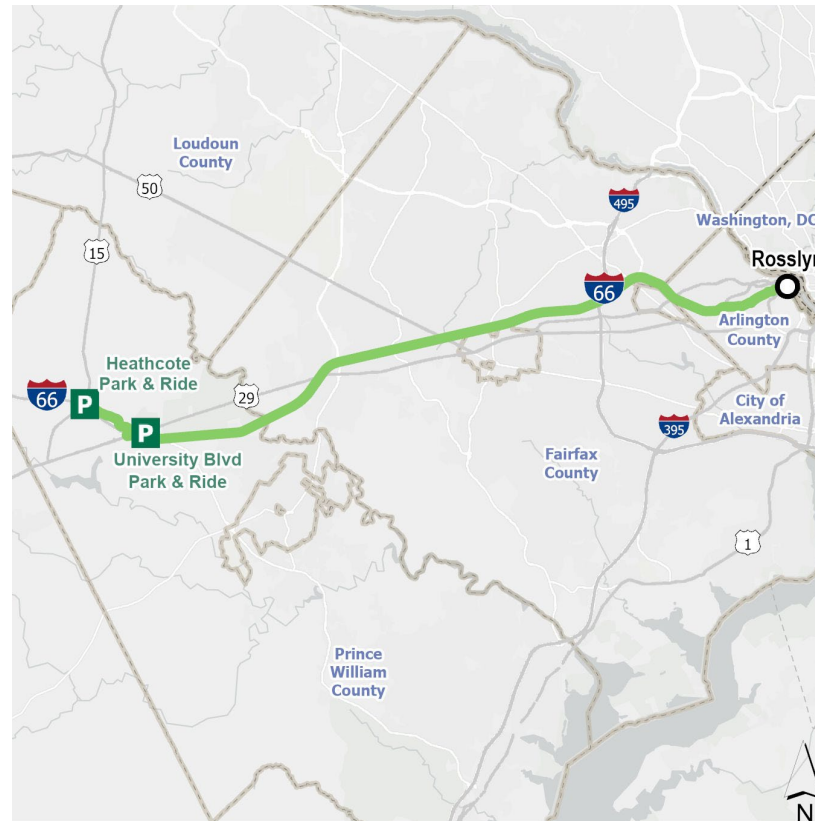 Loudoun
County
50
495
Washington, DC
15
Rosslyn
66
Arlington
County
Heathcote
Park & Ride
66
29
City of
Alexandria
395
University Blvd
Park & Ride
Fairfax
County
1
Prince
William
County
N